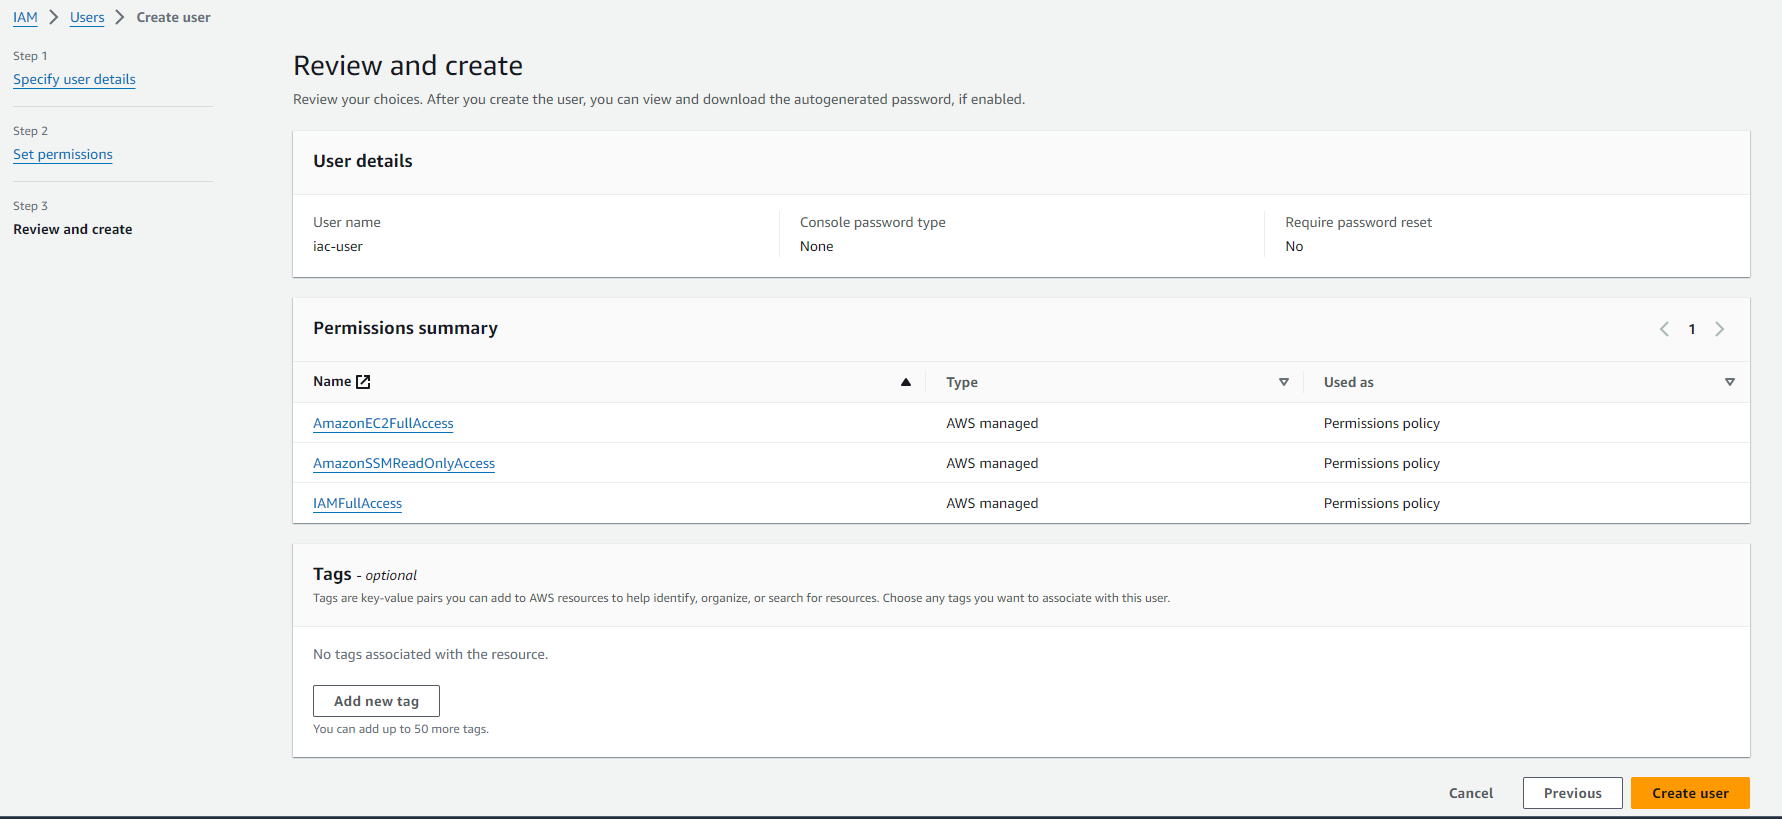 IAM > Users > Create user
Step 1
Specify user details
Step 2
Set permissions
Step 3
Review and create
Review and create
Review your choices. After you create the user, you can view and download the autogenerated password, if enabled.
User details
User name
iac-user
Console password type
None
Require password reset
No
Permissions summary
1
Name Type Used as
AmazonEC2FullAccess AWS managed Permissions policy
AmazonSSMReadOnlyAccess AWS managed Permissions policy
IAMFullAccess AWS managed Permissions policy
Tags - optional
Tags are key-value pairs you can add to AWS resources to help identify, organize, or search for resources. Choose any tags you want to associate with this user.
No tags associated with the resource.
Add new tag
You can add up to 50 more tags.
Cancel Previous Create user